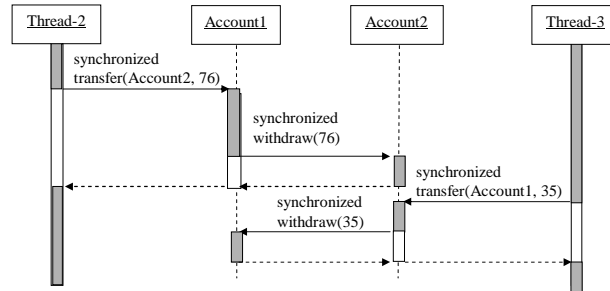 Thread-2
Account1
Account2
Thread-3
synchronized
transfer(Account2, 76)
synchronized
withdraw(76)
synchronized
transfer(Account1, 35)
synchronized
withdraw(35)